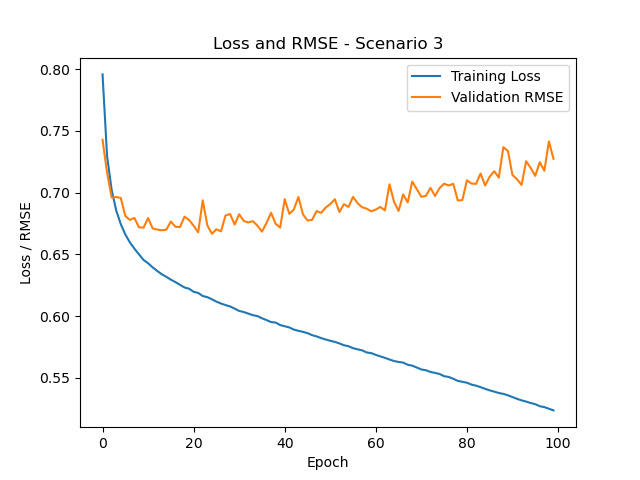 Loss and RMSE - Scenario 3
Training Loss
Validation RMSE
Loss / RMSE
0.80
0.75
0.70
0.65
0.60
0.55
0
20
40
60
80
100
Epoch